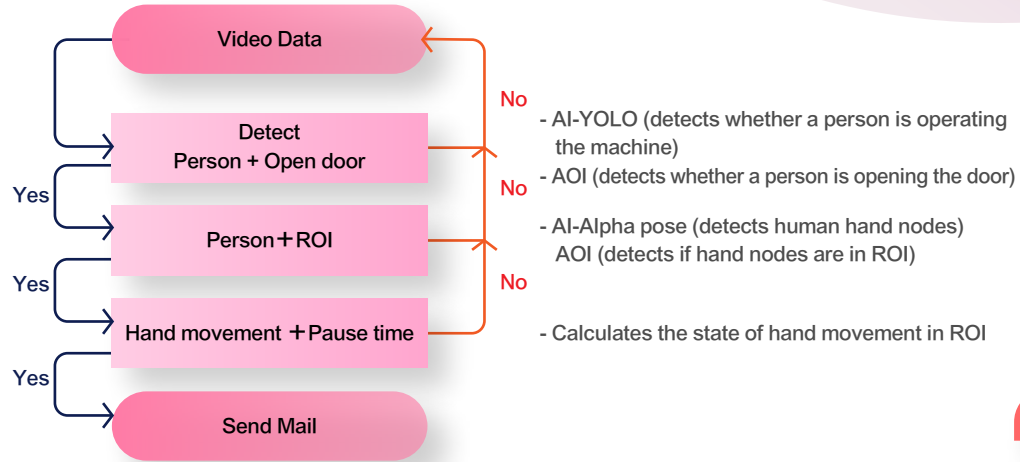 Video Data
No
Detect
Person + Open door
- AI-YOLO (detects whether a person is operating
the machine)
- AOI (detects whether a person is opening the door)
Yes
No
Person+ROI
- AI-Alpha pose (detects human hand nodes)
AOI (detects if hand nodes are in ROI)
Yes
No
Hand movement +Pause time
- Calculates the state of hand movement in ROI
Yes
Send Mail